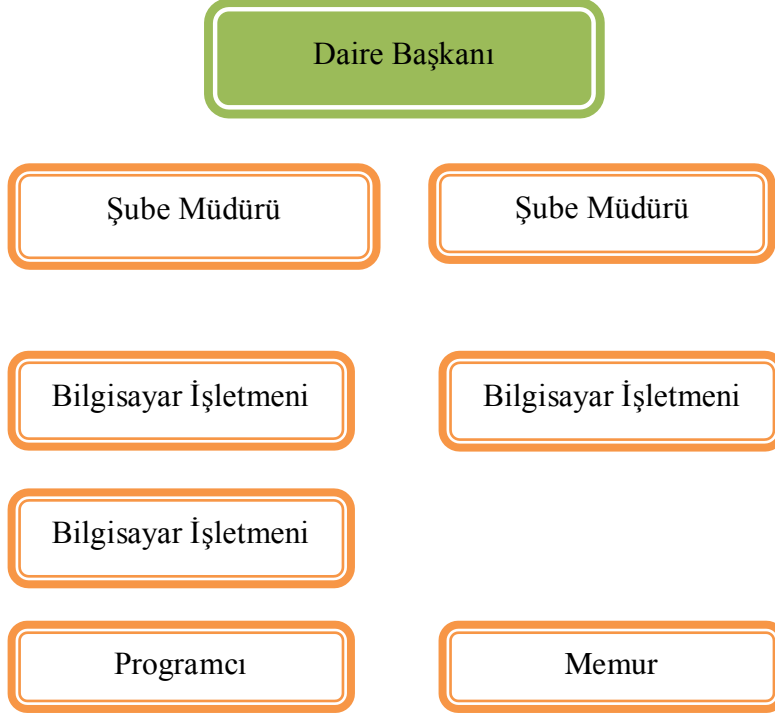 Daire Başkanı
Şube Müdürü
Şube Müdürü
Bilgisayar İşletmeni
Bilgisayar İşletmeni
Bilgisayar İşletmeni
Programcı
Memur